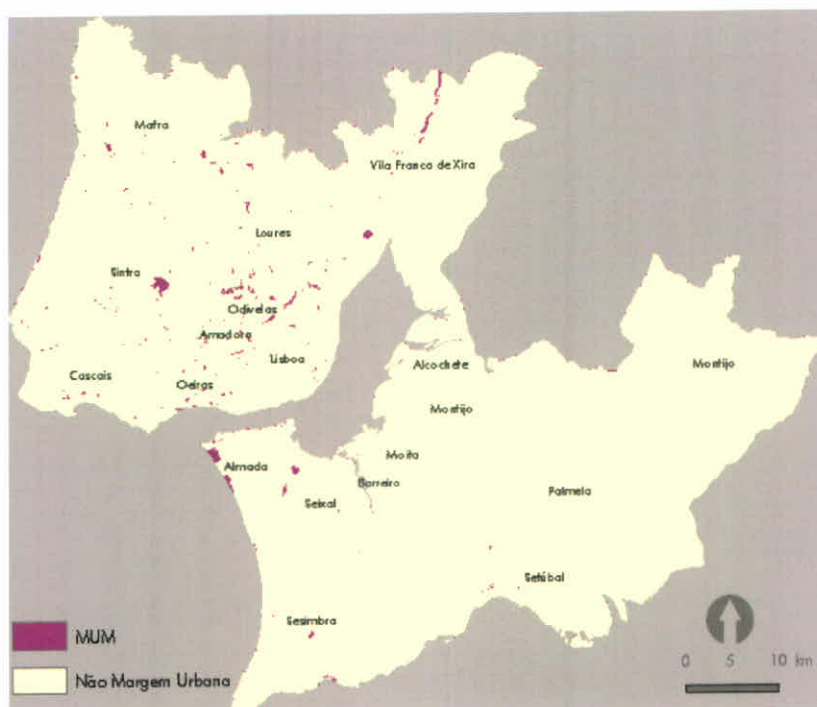 Mafra
Vila Franca de Xira
Loures
Sintra
Odivelas
Amadora
Lisboa
Cascais
Oeiras
Alcochete
Montijo
Montijo
Moita
Almada
Barreiro
Seixal
Palmela
Setúbal
Sesimbra
MUM
Não Margem Urbana
0 5 10 km